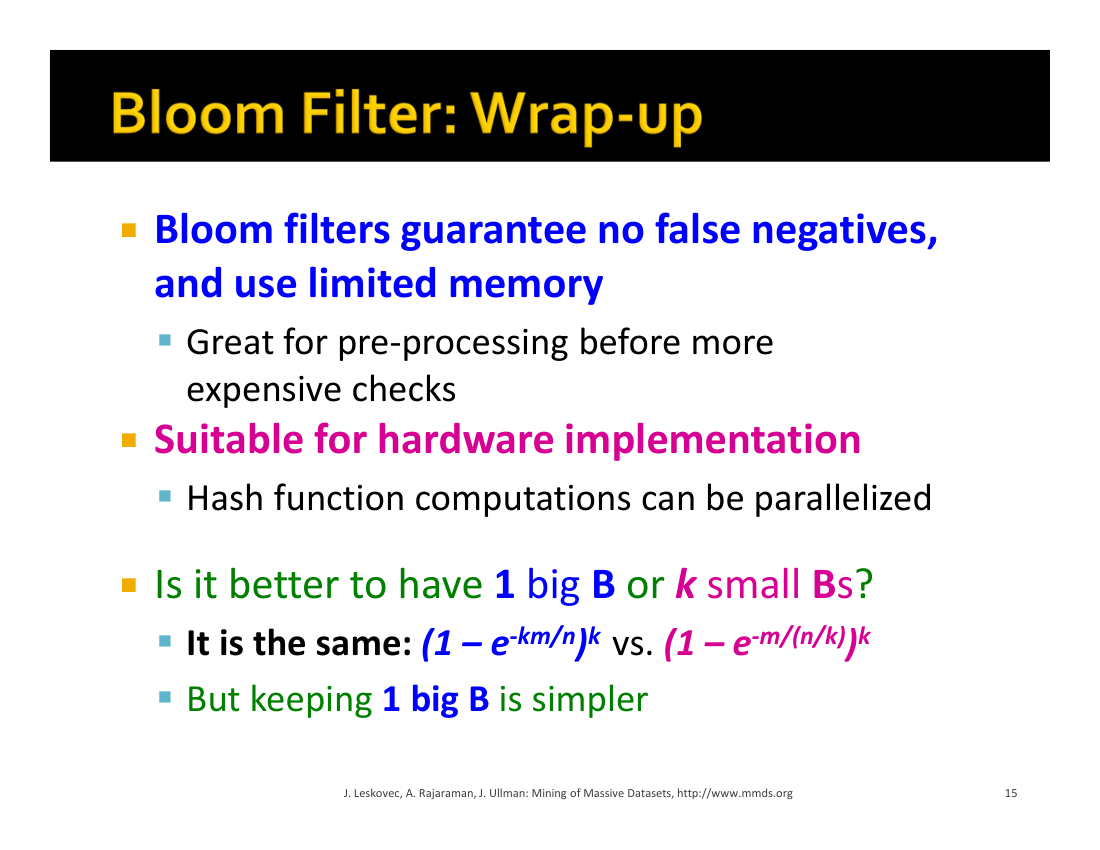 Bloom Filter: Wrap-up
Bloom filters guarantee no false negatives,
and use limited memory
Great for pre-processing before more
expensive checks
Suitable for hardware implementation
Hash function computations can be parallelized
Is it better to have 1 big B or k small Bs?
It is the same: (1 – e^-km/n)^k vs. (1 – e^-m/(n/k))^k
But keeping 1 big B is simpler
J. Leskovec, A. Rajaraman, J. Ullman: Mining of Massive Datasets, http://www.mmds.org
15